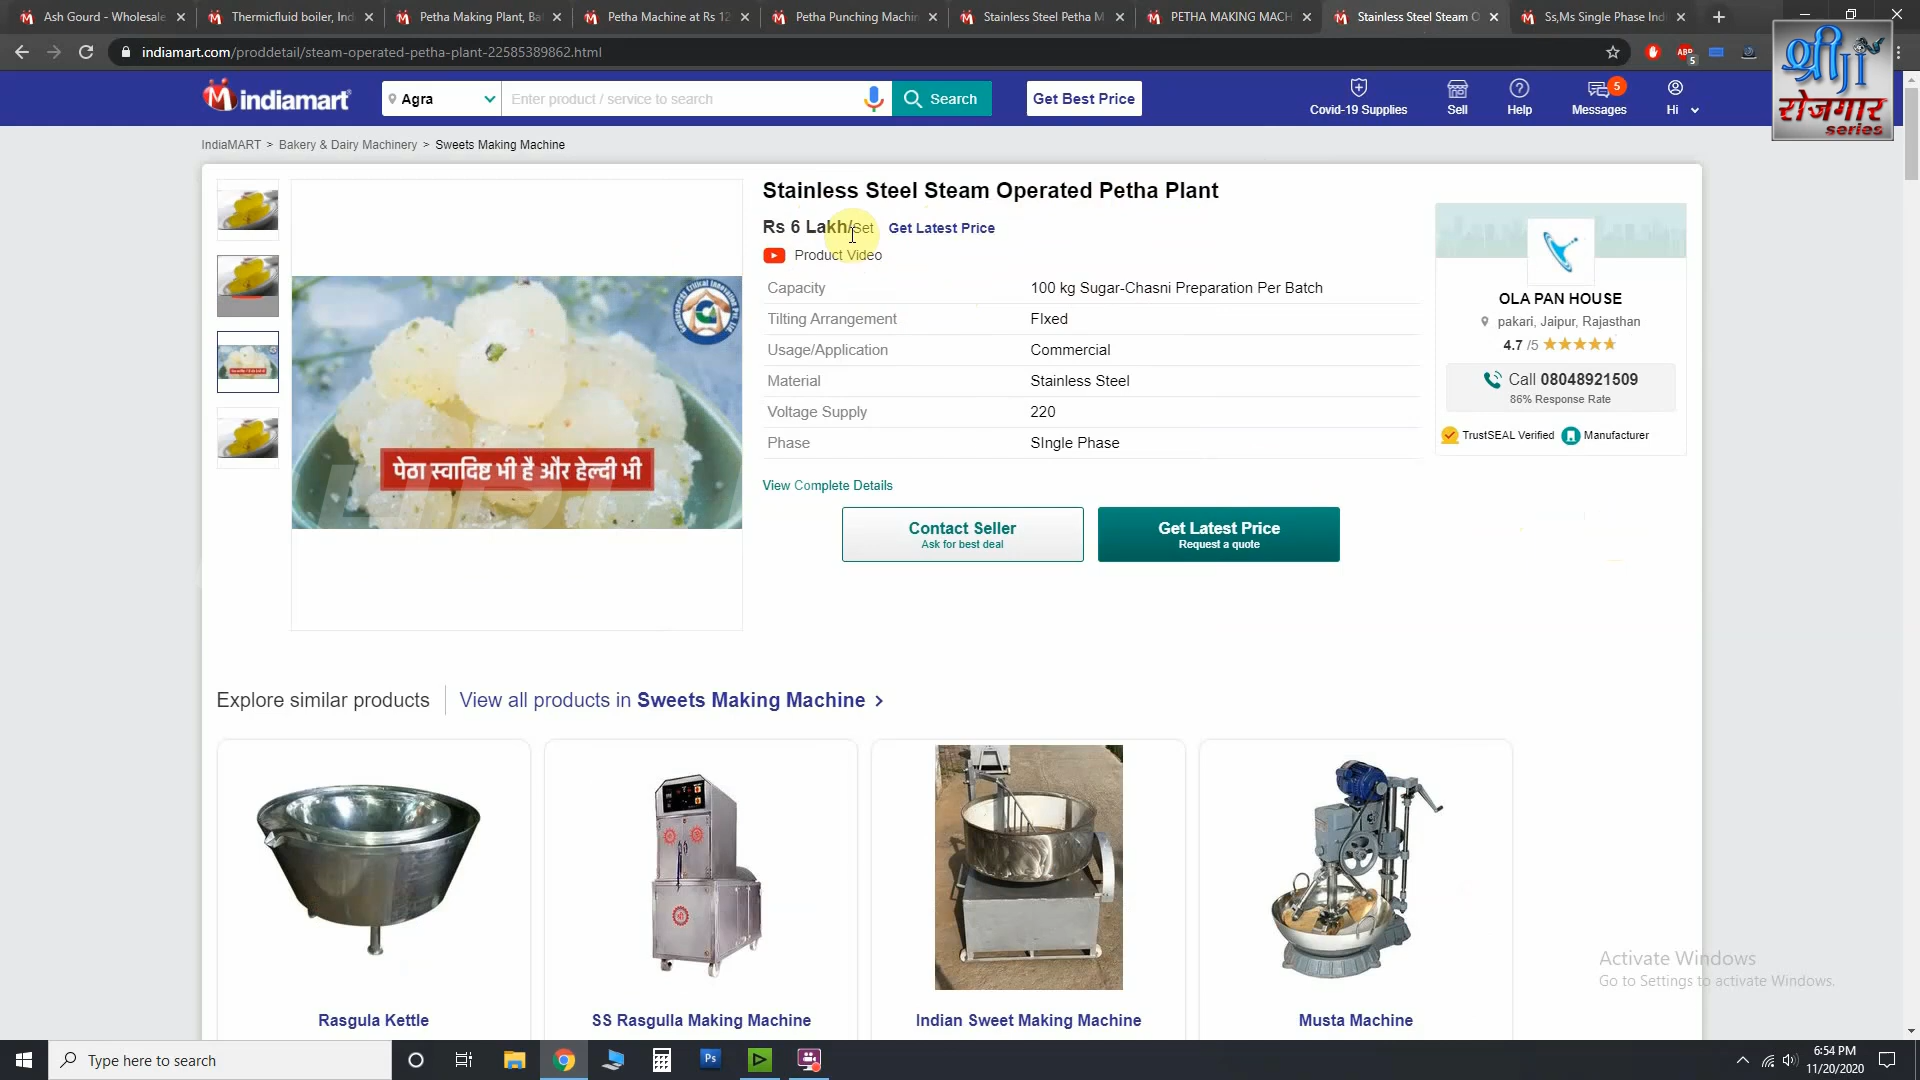 Ash Gourd - Wholesale
Thermicfluid boiler, Ind
Petha Making Plant, Ba
Petha Machine at Rs 12
Petha Punching Machin
Stainless Steel Petha M
PETHA MAKING MACH
Stainless Steel Steam O
Ss,Ms Single Phase Indi
indiamart.com/proddetail/steam-operated-petha-plant-22585389862.html
ABP
5
श्रीजी
रोजगार
series
indiamart
Agra
Enter product / service to search
Search
Get Best Price
Covid-19 Supplies
Sell
Help
5
Messages
Hi
IndiaMART > Bakery & Dairy Machinery > Sweets Making Machine
Stainless Steel Steam Operated Petha Plant
Rs 6 Lakh/Set Get Latest Price
Product Video
Capacity 100 kg Sugar-Chasni Preparation Per Batch
Tilting Arrangement FIxed
Usage/Application Commercial
Material Stainless Steel
Voltage Supply 220
Phase SIngle Phase
View Complete Details
Contact Seller
Ask for best deal
Get Latest Price
Request a quote
पेठा स्वादिष्ट भी है और हेल्दी भी
OLA PAN HOUSE
pakari, Jaipur, Rajasthan
4.7 /5
Call 08048921509
86% Response Rate
TrustSEAL Verified Manufacturer
Explore similar products View all products in Sweets Making Machine >
Rasgula Kettle
SS Rasgulla Making Machine
Indian Sweet Making Machine
Musta Machine
Activate Windows
Go to Settings to activate Windows.
Type here to search
Ps
6:54 PM
11/20/2020